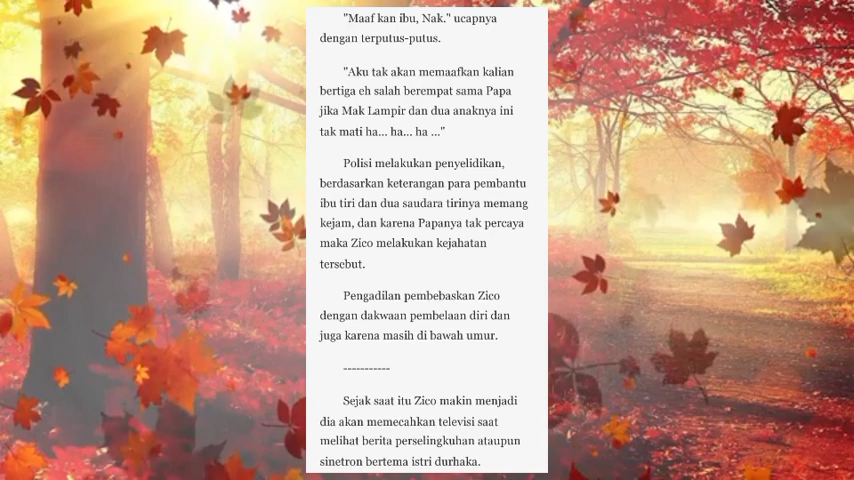 "Maaf kan ibu, Nak." ucapnya
dengan terputus-putus.
"Aku tak akan memaafkan kalian
bertiga eh salah berempat sama Papa
jika Mak Lampir dan dua anaknya ini
tak mati ha... ha... ha ..."
Polisi melakukan penyelidikan,
berdasarkan keterangan para pembantu
ibu tiri dan dua saudara tirinya memang
kejam, dan karena Papanya tak percaya
maka Zico melakukan kejahatan
tersebut.
Pengadilan pembebaskan Zico
dengan dakwaan pembelaan diri dan
juga karena masih di bawah umur.
-----------
Sejak saat itu Zico makin menjadi
dia akan memecahkan televisi saat
melihat berita perselingkuhan ataupun
sinetron bertema istri durhaka.